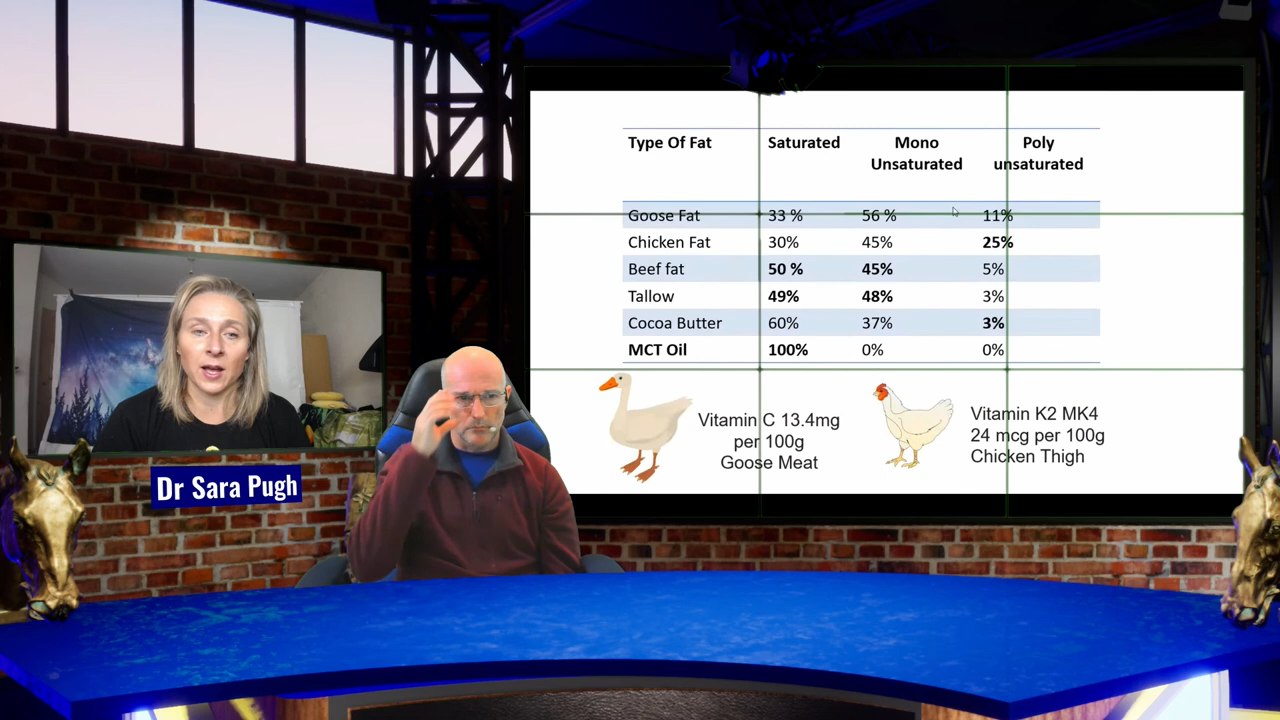 Type Of Fat Saturated Mono Unsaturated Poly unsaturated
Goose Fat 33 % 56 % 11%
Chicken Fat 30% 45% 25%
Beef fat 50 % 45% 5%
Tallow 49% 48% 3%
Cocoa Butter 60% 37% 3%
MCT Oil 100% 0% 0%
Vitamin C 13.4mg
per 100g
Goose Meat
Vitamin K2 MK4
24 mcg per 100g
Chicken Thigh
Dr Sara Pugh